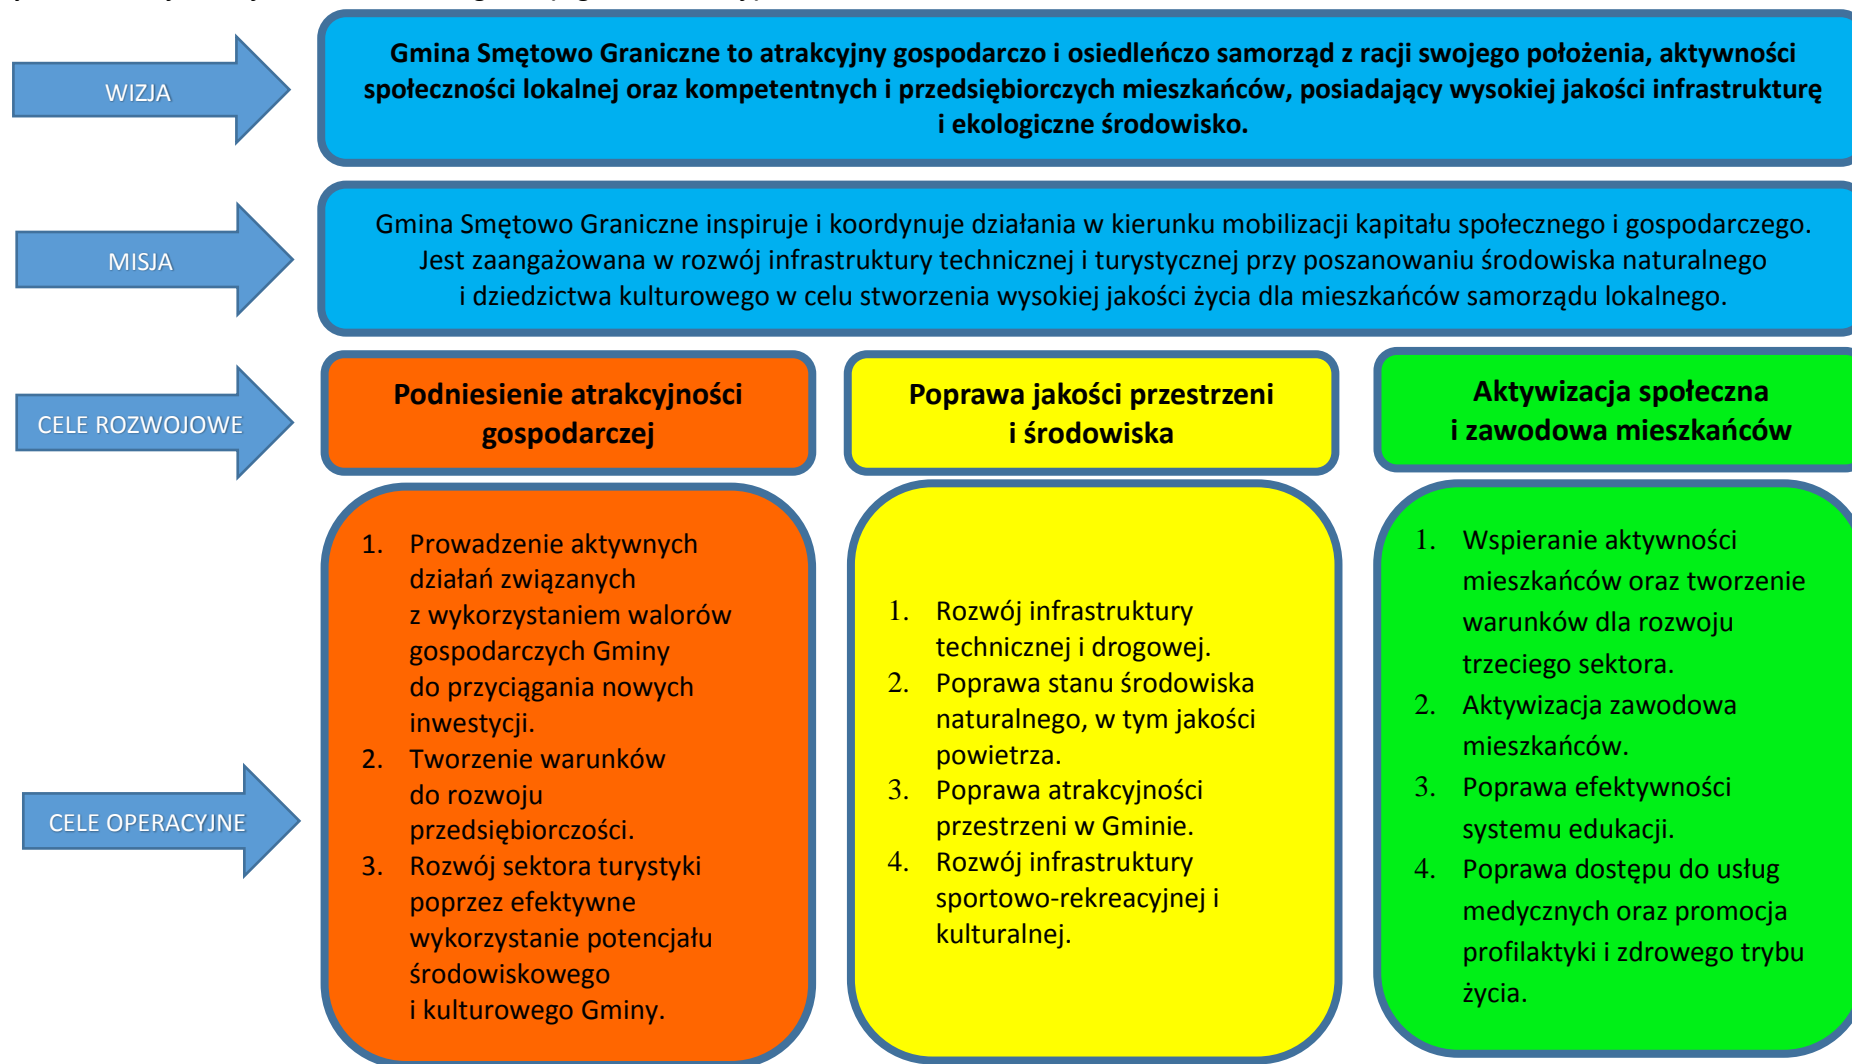 WIZJA
Gmina Smętowo Graniczne to atrakcyjny gospodarczo i osiedleńczo samorząd z racji swojego położenia, aktywności
społeczności lokalnej oraz kompetentnych i przedsiębiorczych mieszkańców, posiadający wysokiej jakości infrastrukturę
i ekologiczne środowisko.
MISJA
Gmina Smętowo Graniczne inspiruje i koordynuje działania w kierunku mobilizacji kapitału społecznego i gospodarczego.
Jest zaangażowana w rozwój infrastruktury technicznej i turystycznej przy poszanowaniu środowiska naturalnego
i dziedzictwa kulturowego w celu stworzenia wysokiej jakości życia dla mieszkańców samorządu lokalnego.
CELE ROZWOJOWE
Podniesienie atrakcyjności
gospodarczej
Poprawa jakości przestrzeni
i środowiska
Aktywizacja społeczna
i zawodowa mieszkańców
CELE OPERACYJNE
1. Prowadzenie aktywnych
działań związanych
z wykorzystaniem walorów
gospodarczych Gminy
do przyciągania nowych
inwestycji.
2. Tworzenie warunków
do rozwoju
przedsiębiorczości.
3. Rozwój sektora turystyki
poprzez efektywne
wykorzystanie potencjału
środowiskowego
i kulturowego Gminy.
1. Rozwój infrastruktury
technicznej i drogowej.
2. Poprawa stanu środowiska
naturalnego, w tym jakości
powietrza.
3. Poprawa atrakcyjności
przestrzeni w Gminie.
4. Rozwój infrastruktury
sportowo-rekreacyjnej i
kulturalnej.
1. Wspieranie aktywności
mieszkańców oraz tworzenie
warunków dla rozwoju
trzeciego sektora.
2. Aktywizacja zawodowa
mieszkańców.
3. Poprawa efektywności
systemu edukacji.
4. Poprawa dostępu do usług
medycznych oraz promocja
profilaktyki i zdrowego trybu
życia.